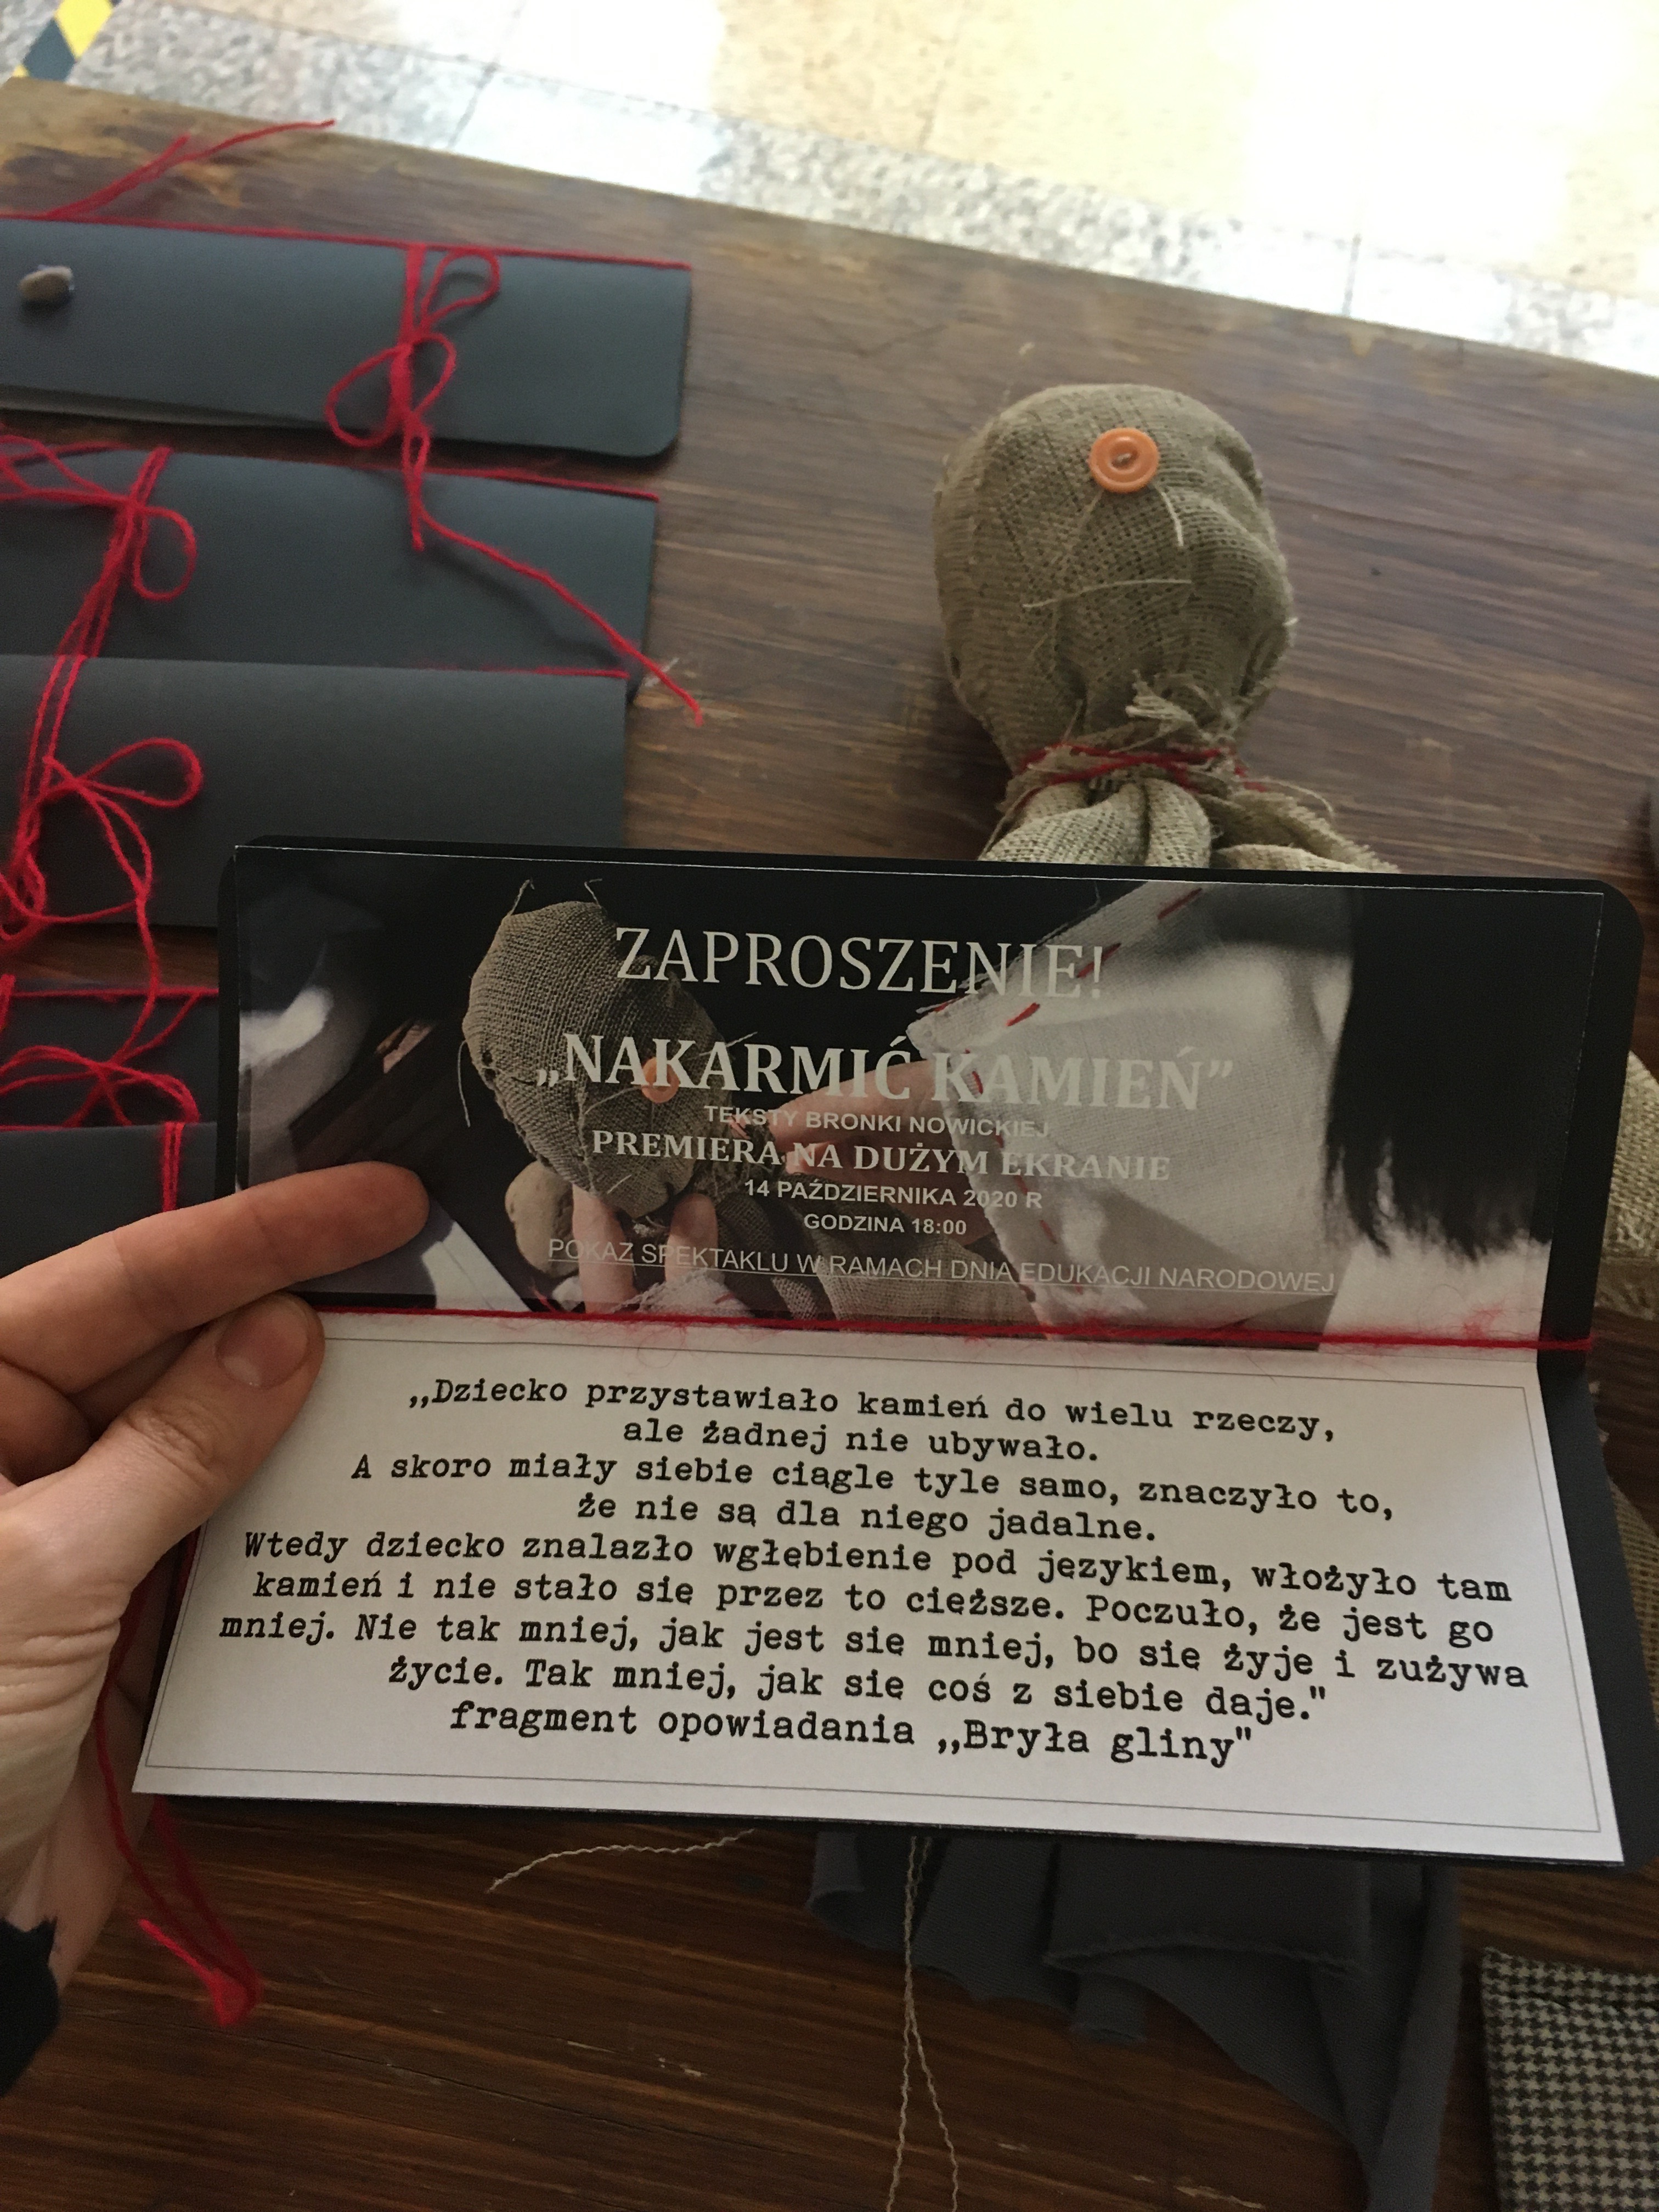 ZAPROSZENIE!
„NAKARMIĆ KAMIEŃ”
TEKSTY BRONKI NOWICKIEJ
PREMIERA NA DUŻYM EKRANIE
14 PAŹDZIERNIKA 2020 R
GODZINA 18:00
POKAZ SPEKTAKLU W RAMACH DNIA EDUKACJI NARODOWEJ
,,Dziecko przystawiało kamień do wielu rzeczy,
ale żadnej nie ubywało.
A skoro miały siebie ciągle tyle samo, znaczyło to,
że nie są dla niego jadalne.
Wtedy dziecko znalazło wgłębienie pod językiem, włożyło tam
kamień i nie stało się przez to cięższe. Poczuło, że jest go
mniej. Nie tak mniej, jak jest się mniej, bo się żyje i zużywa
życie. Tak mniej, jak się coś z siebie daje."
fragment opowiadania ,,Bryła gliny"